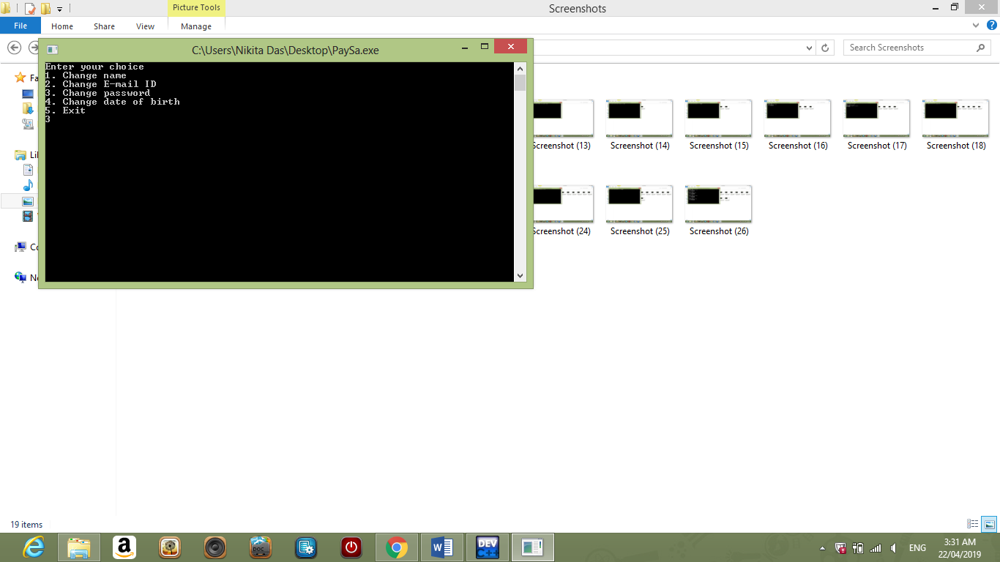 Picture Tools
Screenshots
File
Home
Share
View
Manage
Search Screenshots
C:\Users\Nikita Das\Desktop\PaySa.exe
Enter your choice
1. Change name
2. Change E-mail ID
3. Change password
4. Change date of birth
5. Exit
3
Fa
Lil
Co
Ne
Screenshot (13)
Screenshot (14)
Screenshot (15)
Screenshot (16)
Screenshot (17)
Screenshot (18)
Screenshot (24)
Screenshot (25)
Screenshot (26)
19 items
DOC
DEV
C++
ENG
3:31 AM
22/04/2019